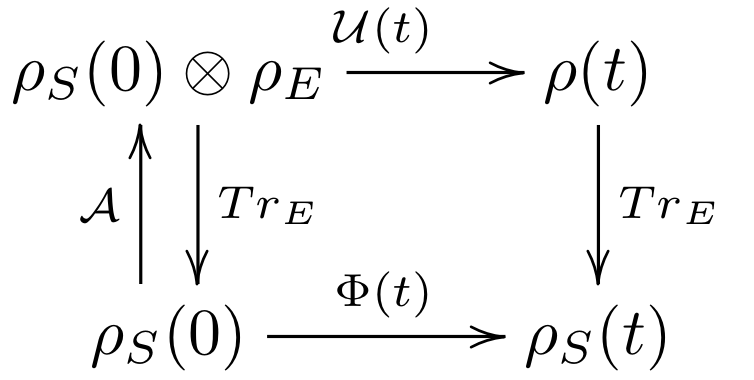 𝒰(t)
ρ_S(0) ⊗ ρ_E ρ(t)
𝒜 Tr_E Tr_E
Φ(t)
ρ_S(0) ρ_S(t)